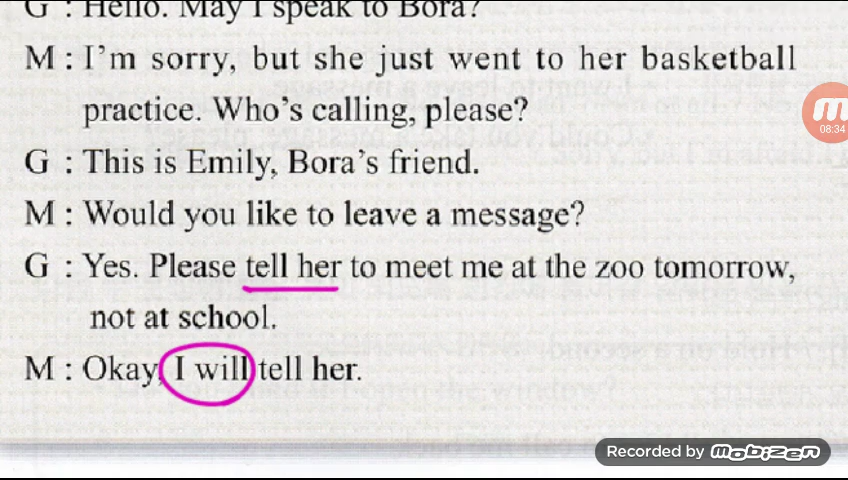 G : Hello. May I speak to Bora?
M : I'm sorry, but she just went to her basketball
practice. Who's calling, please?
G : This is Emily, Bora's friend.
M : Would you like to leave a message?
G : Yes. Please tell her to meet me at the zoo tomorrow,
not at school.
M : Okay, I will tell her.
08:34
Recorded by mobizen